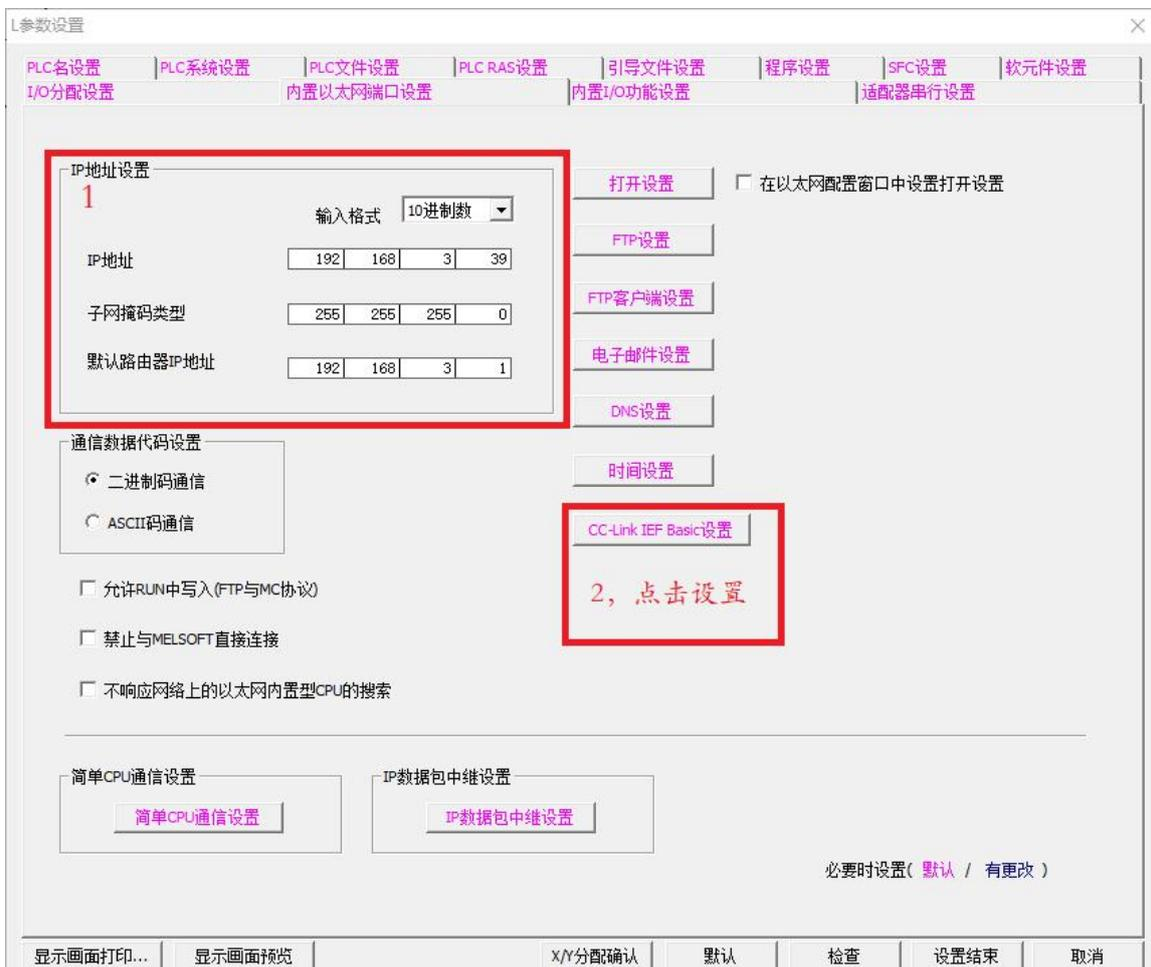 L参数设置
PLC名设置 PLC系统设置 PLC文件设置 PLC RAS设置 引导文件设置 程序设置 SFC设置 软元件设置
I/O分配设置 内置以太网端口设置 内置I/O功能设置 适配器串行设置
IP地址设置
1
输入格式 10进制数
IP地址 192 168 3 39
子网掩码类型 255 255 255 0
默认路由器IP地址 192 168 3 1
打开设置 在以太网配置窗口中设置打开设置
FTP设置
FTP客户端设置
电子邮件设置
DNS设置
时间设置
CC-Link IEF Basic设置
2,点击设置
通信数据代码设置
二进制码通信
ASCII码通信
允许RUN中写入(FTP与MC协议)
禁止与MELSOFT直接连接
不响应网络上的以太网内置型CPU的搜索
简单CPU通信设置
简单CPU通信设置
IP数据包中继设置
IP数据包中继设置
必要时设置( 默认 / 有更改 )
显示画面打印... 显示画面预览 X/Y分配确认 默认 检查 设置结束 取消